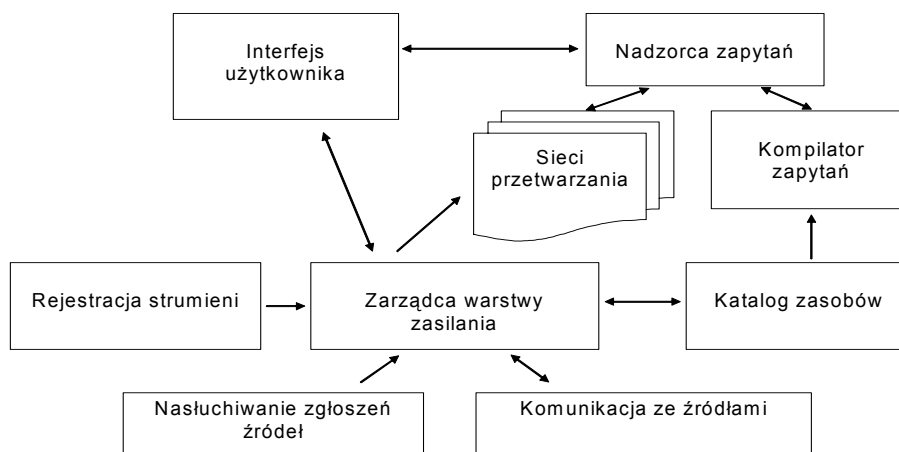 Interfejs
użytkownika
Nadzorca zapytań
Sieci
przetwarzania
Kompilator
zapytań
Rejestracja strumieni
Zarządca warstwy
zasilania
Katalog zasobów
Nasłuchiwanie zgłoszeń
źródeł
Komunikacja ze źródłami